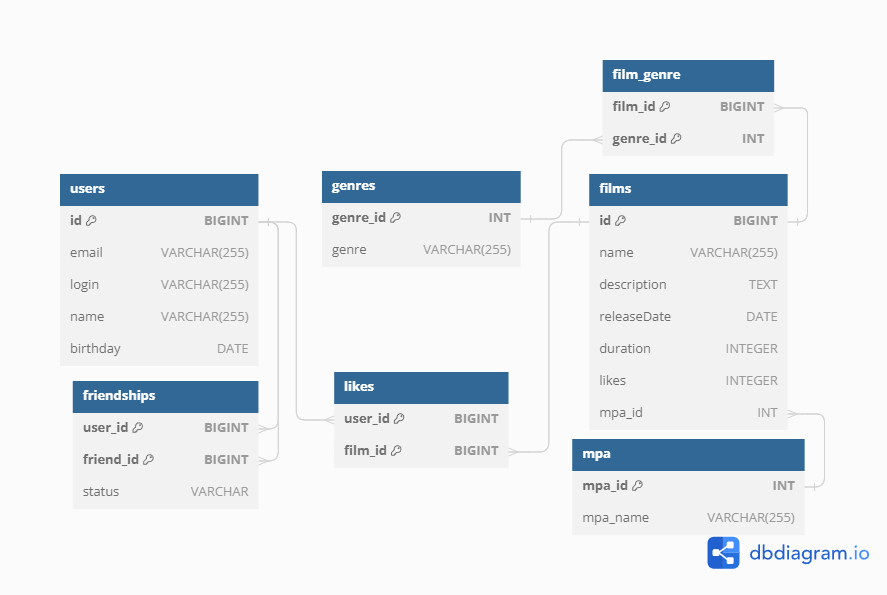 film_genre
film_id BIGINT
genre_id INT
users
id BIGINT
email VARCHAR(255)
login VARCHAR(255)
name VARCHAR(255)
birthday DATE
genres
genre_id INT
genre VARCHAR(255)
films
id BIGINT
name VARCHAR(255)
description TEXT
releaseDate DATE
duration INTEGER
likes INTEGER
mpa_id INT
friendships
user_id BIGINT
friend_id BIGINT
status VARCHAR
likes
user_id BIGINT
film_id BIGINT
mpa
mpa_id INT
mpa_name VARCHAR(255)
dbdiagram.io